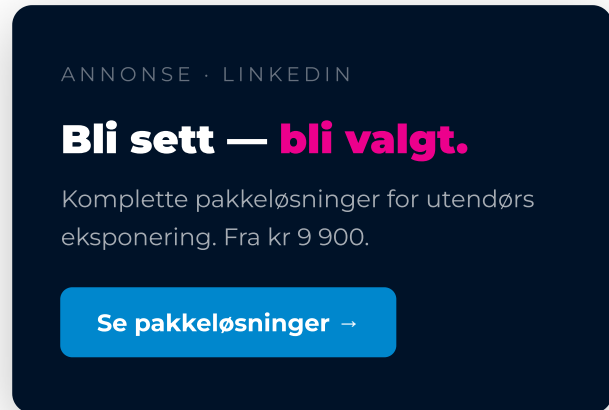 ANNONSE · LINKEDIN
Bli sett — bli valgt.
Komplette pakkeløsninger for utendørs
eksponering. Fra kr 9 900.
Se pakkeløsninger →